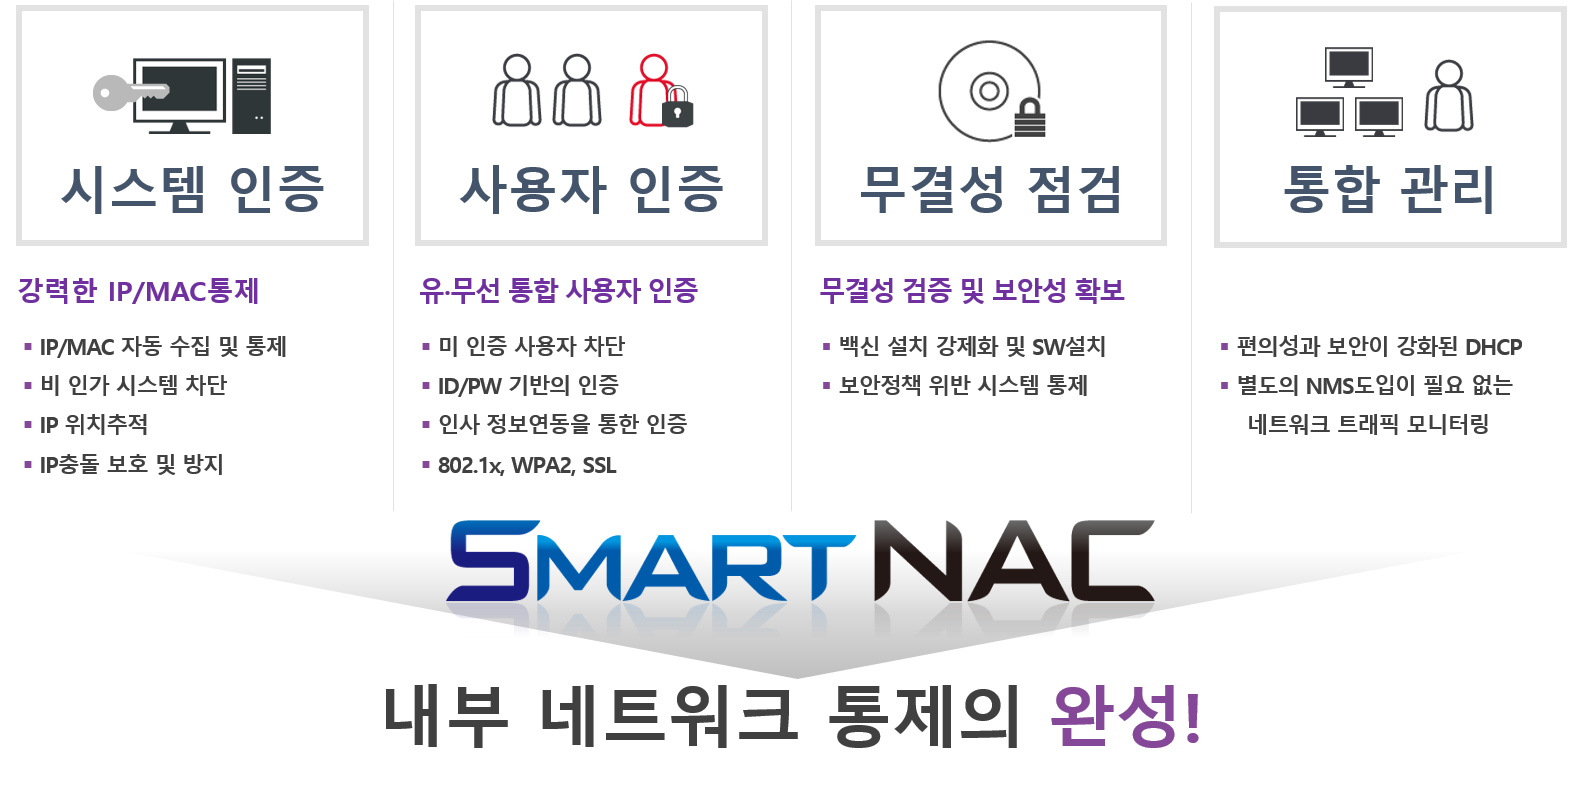 시스템 인증
강력한 IP/MAC통제
▪ IP/MAC 자동 수집 및 통제
▪ 비 인가 시스템 차단
▪ IP 위치추적
▪ IP충돌 보호 및 방지
사용자 인증
유·무선 통합 사용자 인증
▪ 미 인증 사용자 차단
▪ ID/PW 기반의 인증
▪ 인사 정보연동을 통한 인증
▪ 802.1x, WPA2, SSL
무결성 점검
무결성 검증 및 보안성 확보
▪ 백신 설치 강제화 및 SW설치
▪ 보안정책 위반 시스템 통제
통합 관리
▪ 편의성과 보안이 강화된 DHCP
▪ 별도의 NMS도입이 필요 없는
네트워크 트래픽 모니터링
SMART NAC
내부 네트워크 통제의 완성!